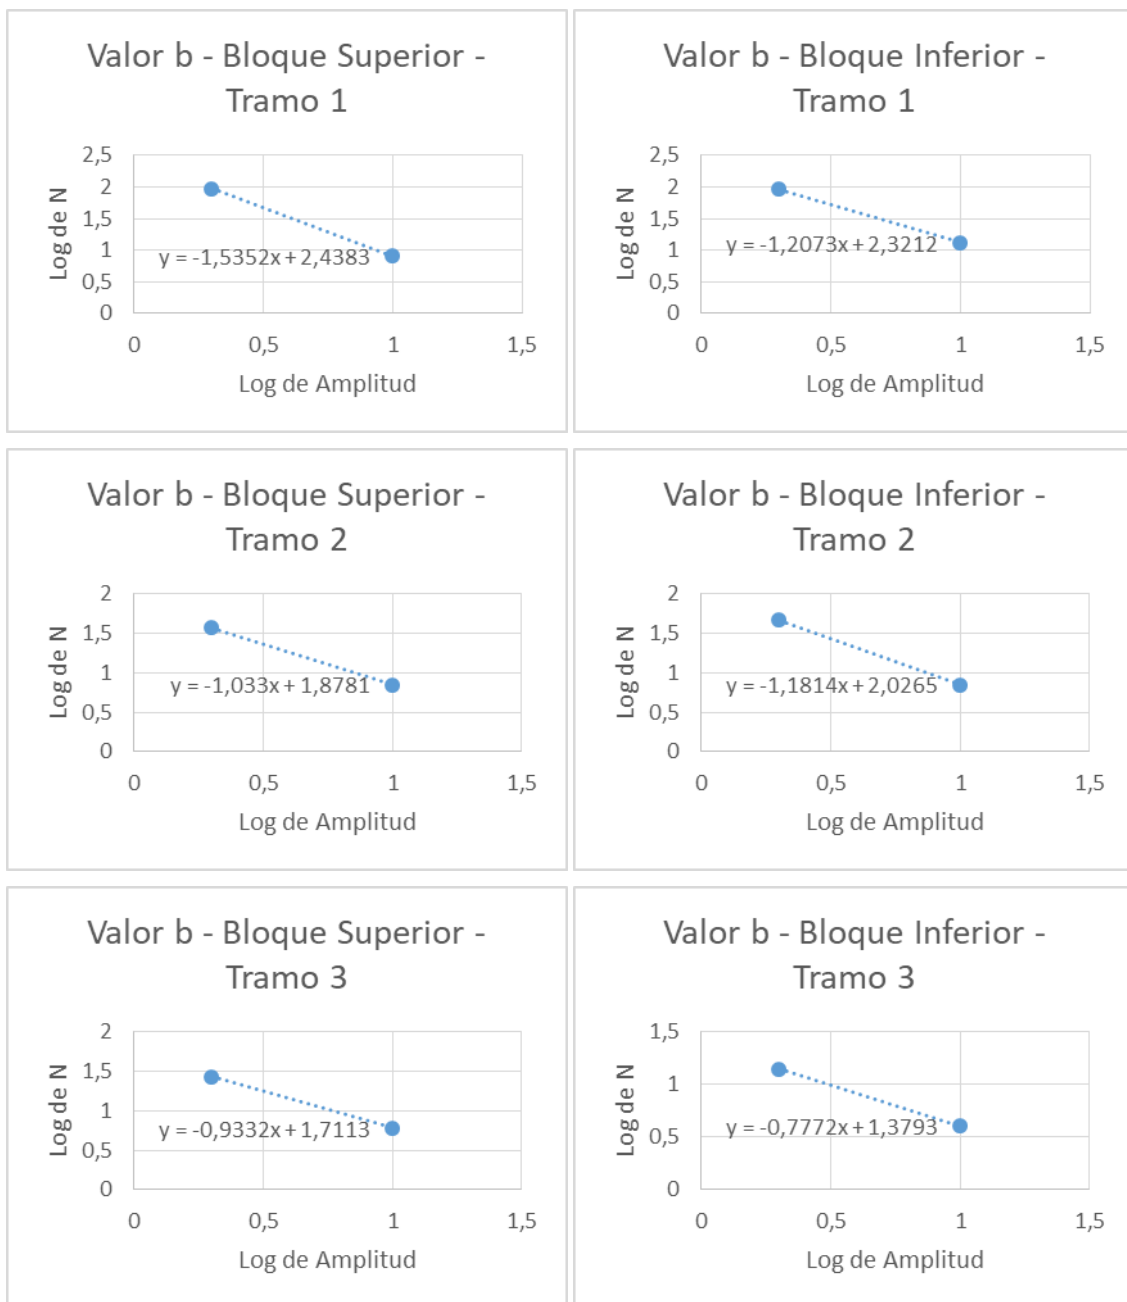 Valor b - Bloque Superior -
Tramo 1
2,5
2
1,5
1
0,5
0
Log de N
y = -1,5352x + 2,4383
0
0,5
1
1,5
Log de Amplitud
Valor b - Bloque Inferior -
Tramo 1
2,5
2
1,5
1
0,5
0
Log de N
y = -1,2073x + 2,3212
0
0,5
1
1,5
Log de Amplitud
Valor b - Bloque Superior -
Tramo 2
2
1,5
1
0,5
0
Log de N
y = -1,033x + 1,8781
0
0,5
1
1,5
Log de Amplitud
Valor b - Bloque Inferior -
Tramo 2
2
1,5
1
0,5
0
Log de N
y = -1,1814x + 2,0265
0
0,5
1
1,5
Log de Amplitud
Valor b - Bloque Superior -
Tramo 3
2
1,5
1
0,5
0
Log de N
y = -0,9332x + 1,7113
0
0,5
1
1,5
Log de Amplitud
Valor b - Bloque Inferior -
Tramo 3
1,5
1
0,5
0
Log de N
y = -0,7772x + 1,3793
0
0,5
1
1,5
Log de Amplitud